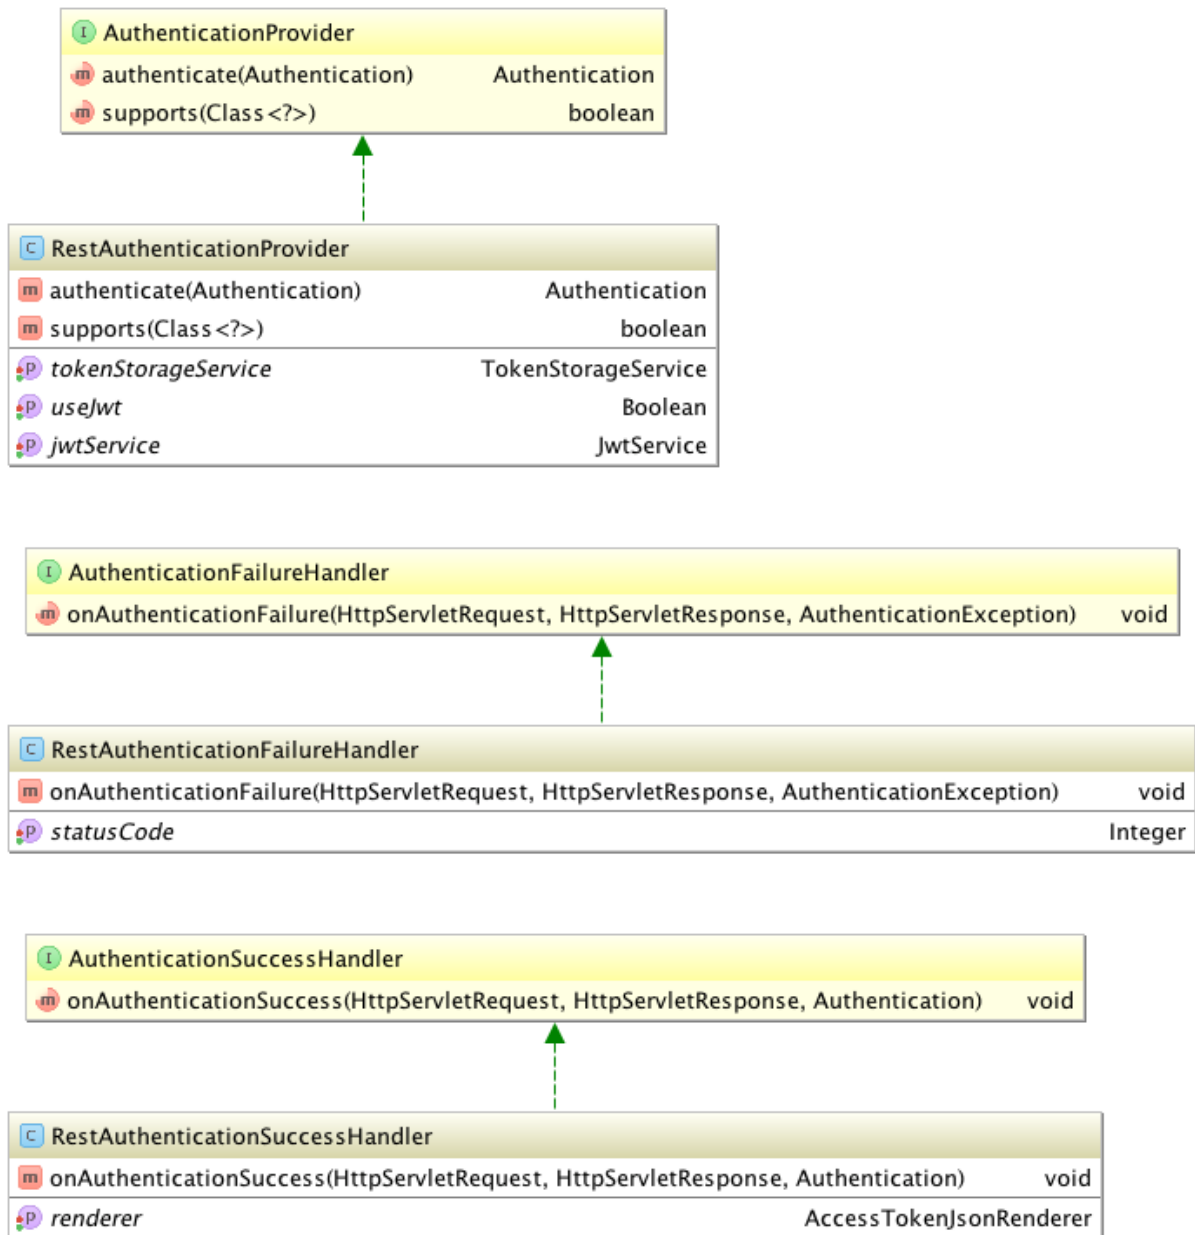 I AuthenticationProvider
m authenticate(Authentication) Authentication
m supports(Class<?>) boolean
C RestAuthenticationProvider
m authenticate(Authentication) Authentication
m supports(Class<?>) boolean
P tokenStorageService TokenStorageService
P useJwt Boolean
P jwtService JwtService
I AuthenticationFailureHandler
m onAuthenticationFailure(HttpServletRequest, HttpServletResponse, AuthenticationException) void
C RestAuthenticationFailureHandler
m onAuthenticationFailure(HttpServletRequest, HttpServletResponse, AuthenticationException) void
P statusCode Integer
I AuthenticationSuccessHandler
m onAuthenticationSuccess(HttpServletRequest, HttpServletResponse, Authentication) void
C RestAuthenticationSuccessHandler
m onAuthenticationSuccess(HttpServletRequest, HttpServletResponse, Authentication) void
P renderer AccessTokenJsonRenderer